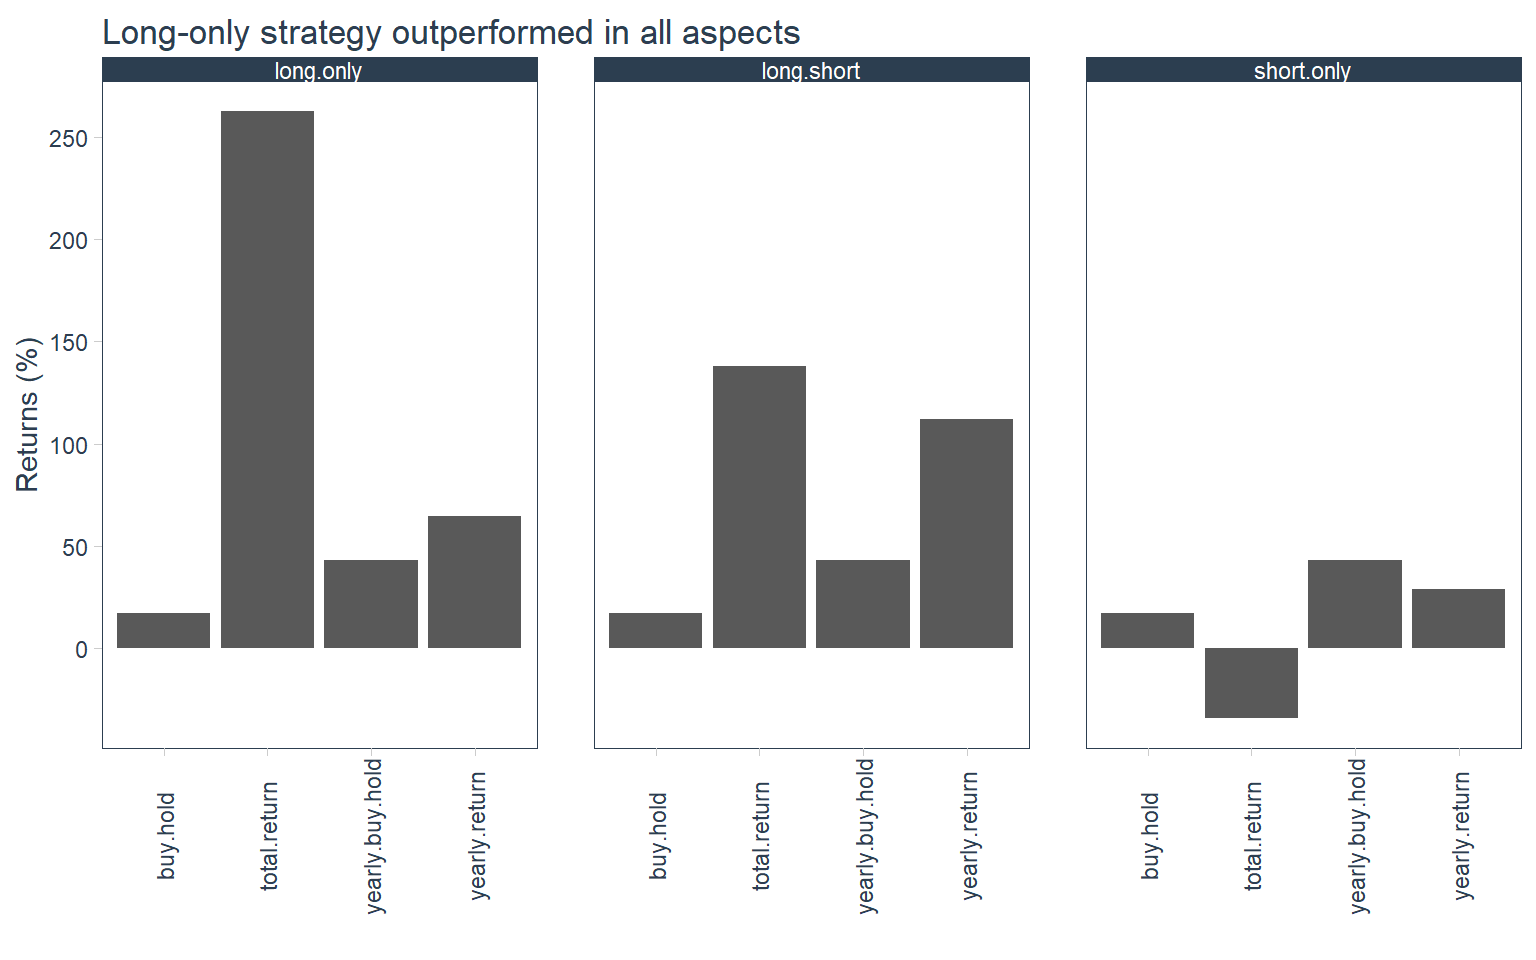 Long-only strategy outperformed in all aspects
long.only
long.short
short.only
Returns (%)
250
200
150
100
50
0
buy.hold
total.return
yearly.buy.hold
yearly.return
buy.hold
total.return
yearly.buy.hold
yearly.return
buy.hold
total.return
yearly.buy.hold
yearly.return